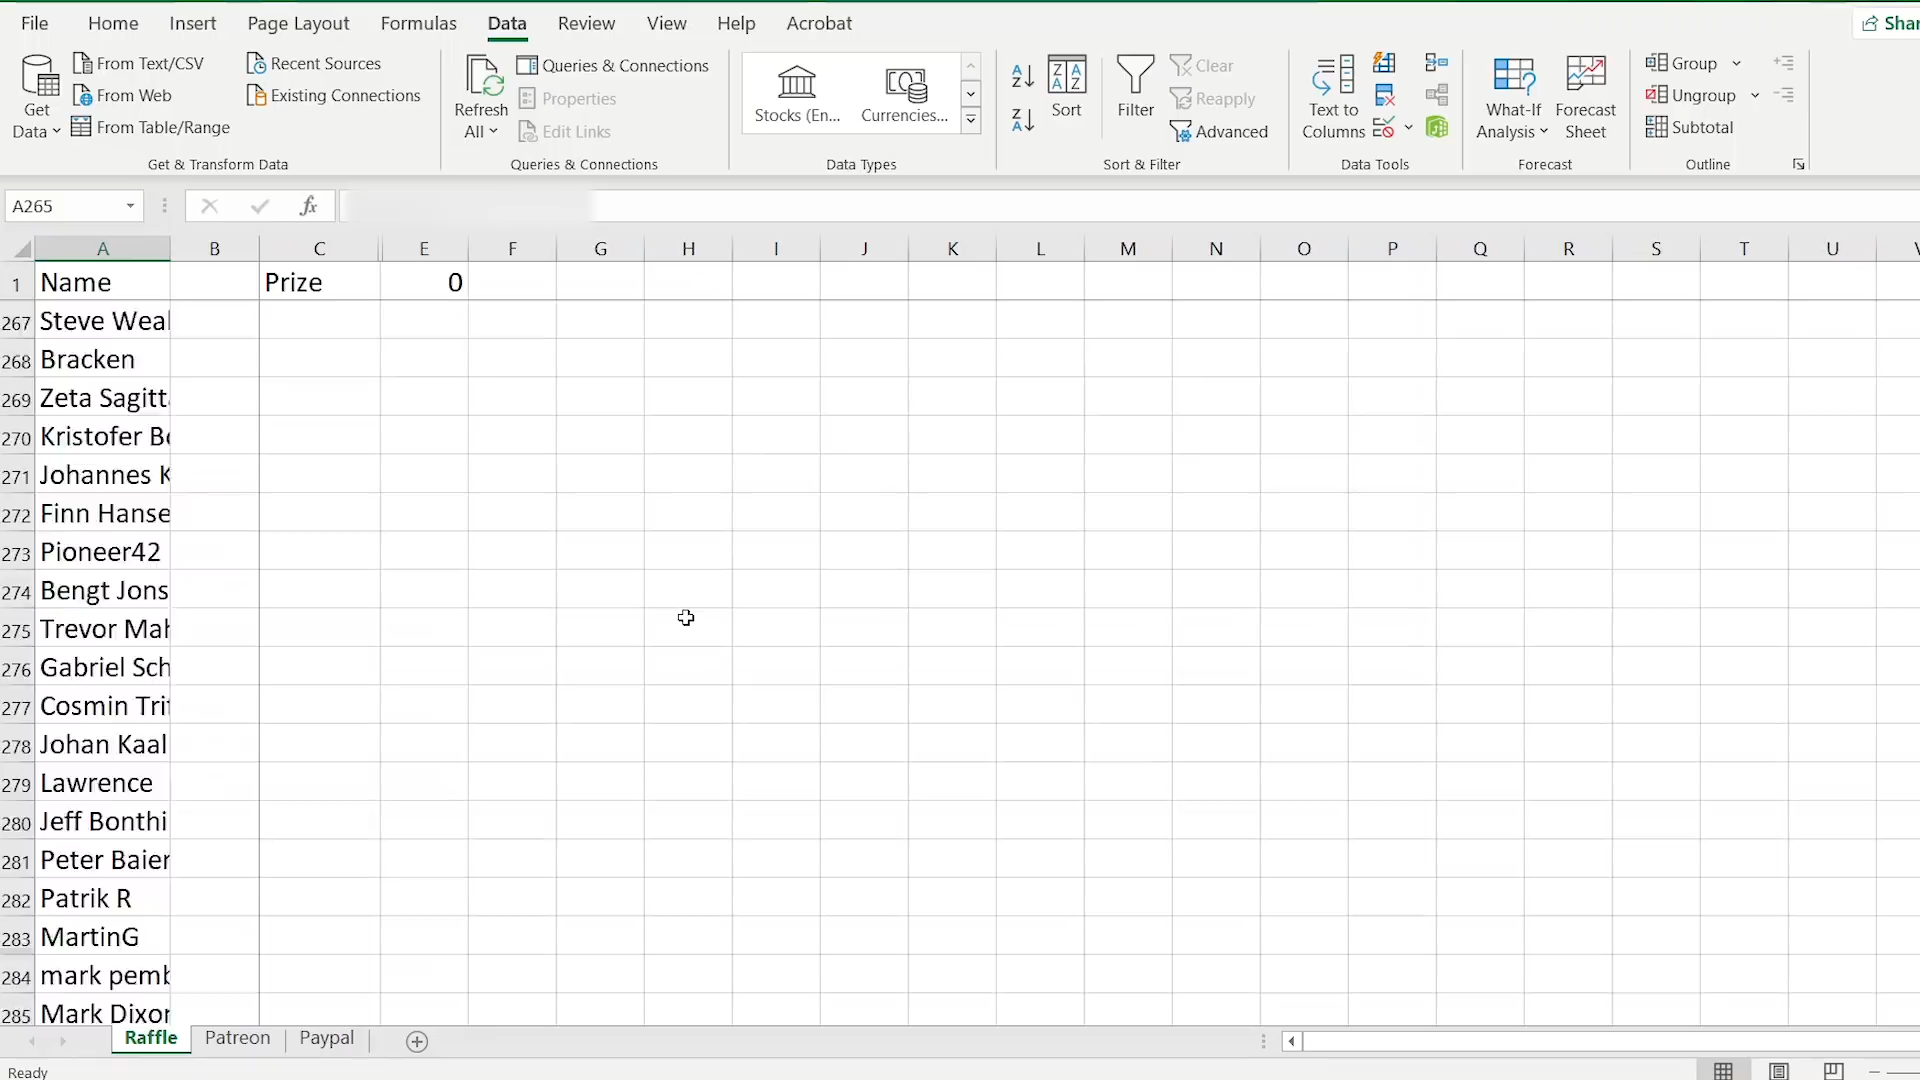 File Home Insert Page Layout Formulas Data Review View Help Acrobat
Get Data
From Text/CSV
From Web
From Table/Range
Recent Sources
Existing Connections
Get & Transform Data
Refresh All
Queries & Connections
Properties
Edit Links
Queries & Connections
Stocks (En...
Currencies...
Data Types
Sort
Filter
Clear
Reapply
Advanced
Sort & Filter
Text to Columns
Data Tools
What-If Analysis
Forecast Sheet
Forecast
Group
Ungroup
Subtotal
Outline
A265 fx
A B C E F G H I J K L M N O P Q R S T U
1 Name Prize 0
267 Steve
268 Bracken
269 Zeta
270 Kristofer
271 Johannes
272 Finn Hanse
273 Pioneer42
274 Bengt Jons
275 Trevor
276 Gabriel Sch
277 Cosmin
278 Johan Kaal
279 Lawrence
280 Jeff Bonthi
281 Peter Baier
282 Patrik R
283 MartinG
284 mark
285 Mark
Raffle Patreon Paypal
Ready